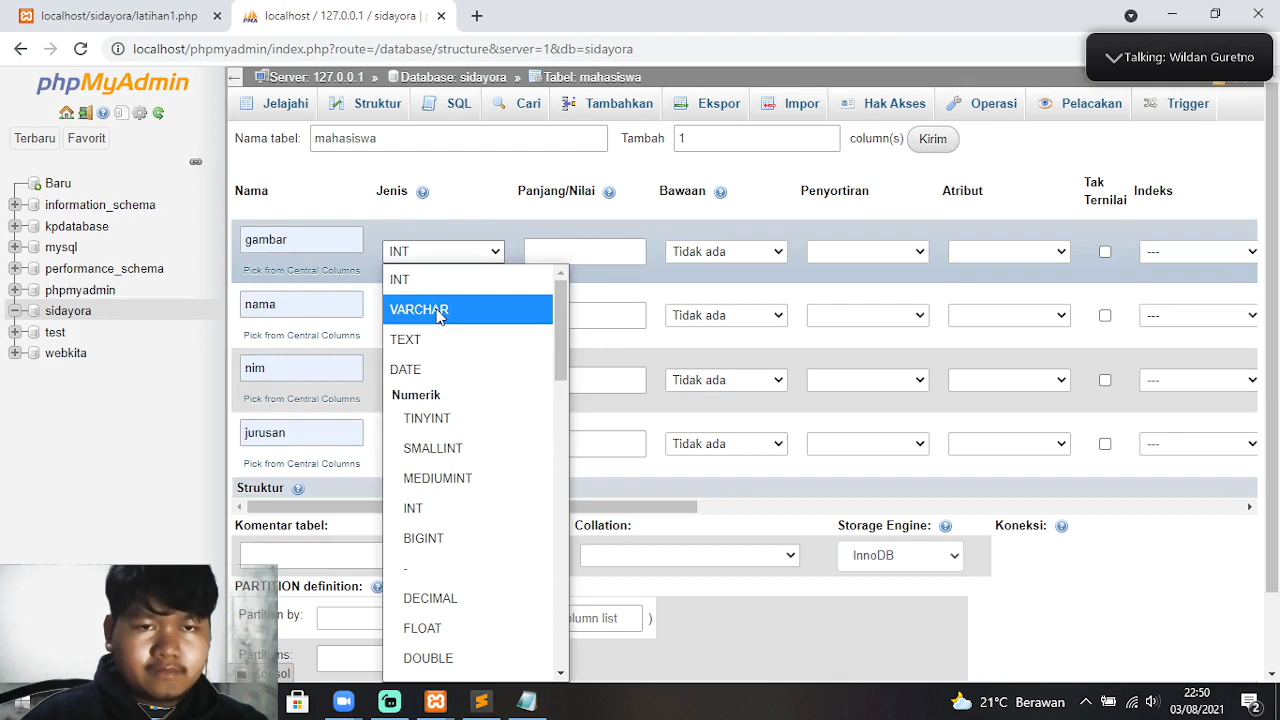 localhost/sidayora/latihan1.php
localhost / 127.0.0.1 / sidayora |
localhost/phpmyadmin/index.php?route=/database/structure&server=1&db=sidayora
Talking: Wildan Guretno
phpMyAdmin
Terbaru Favorit
Baru
information_schema
kpdatabase
mysql
performance_schema
phpmyadmin
sidayora
test
webkita
Server: 127.0.0.1 » Database: sidayora » Tabel: mahasiswa
Jelajahi Struktur SQL Cari Tambahkan Ekspor Impor Hak Akses Operasi Pelacakan Trigger
Nama tabel: mahasiswa Tambah 1 column(s) Kirim
Nama Jenis Panjang/Nilai Bawaan Penyortiran Atribut Tak Ternilai Indeks
gambar INT Tidak ada ---
Pick from Central Columns
nama Tidak ada ---
Pick from Central Columns
nim Tidak ada ---
Pick from Central Columns
jurusan Tidak ada ---
Pick from Central Columns
INT
VARCHAR
TEXT
DATE
Numerik
TINYINT
SMALLINT
MEDIUMINT
INT
BIGINT
-
DECIMAL
FLOAT
DOUBLE
Struktur
Komentar tabel: Collation: Storage Engine: Koneksi:
InnoDB
PARTITION definition:
Partition by: )
Partitions:
21°C Berawan
22:50
03/08/2021
2